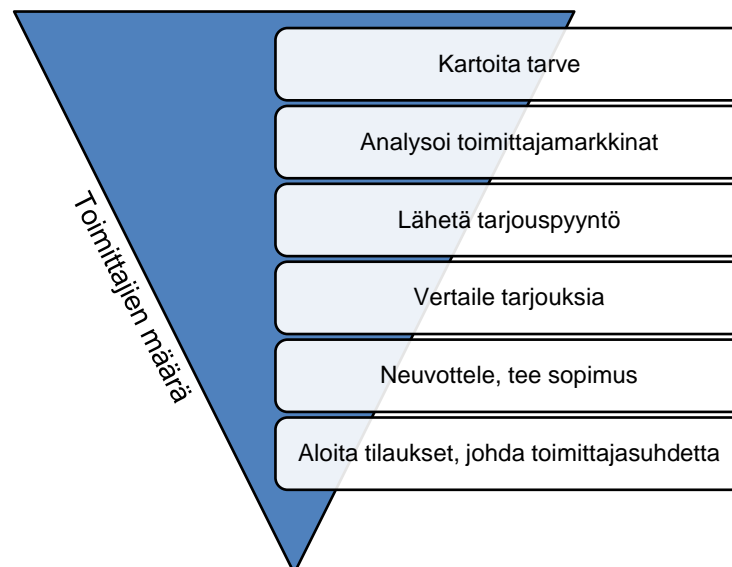 Kartoita tarve
Analysoi toimittajamarkkinat
Lähetä tarjouspyyntö
Vertaile tarjouksia
Neuvottele, tee sopimus
Aloita tilaukset, johda toimittajasuhdetta
Toimittajien määrä